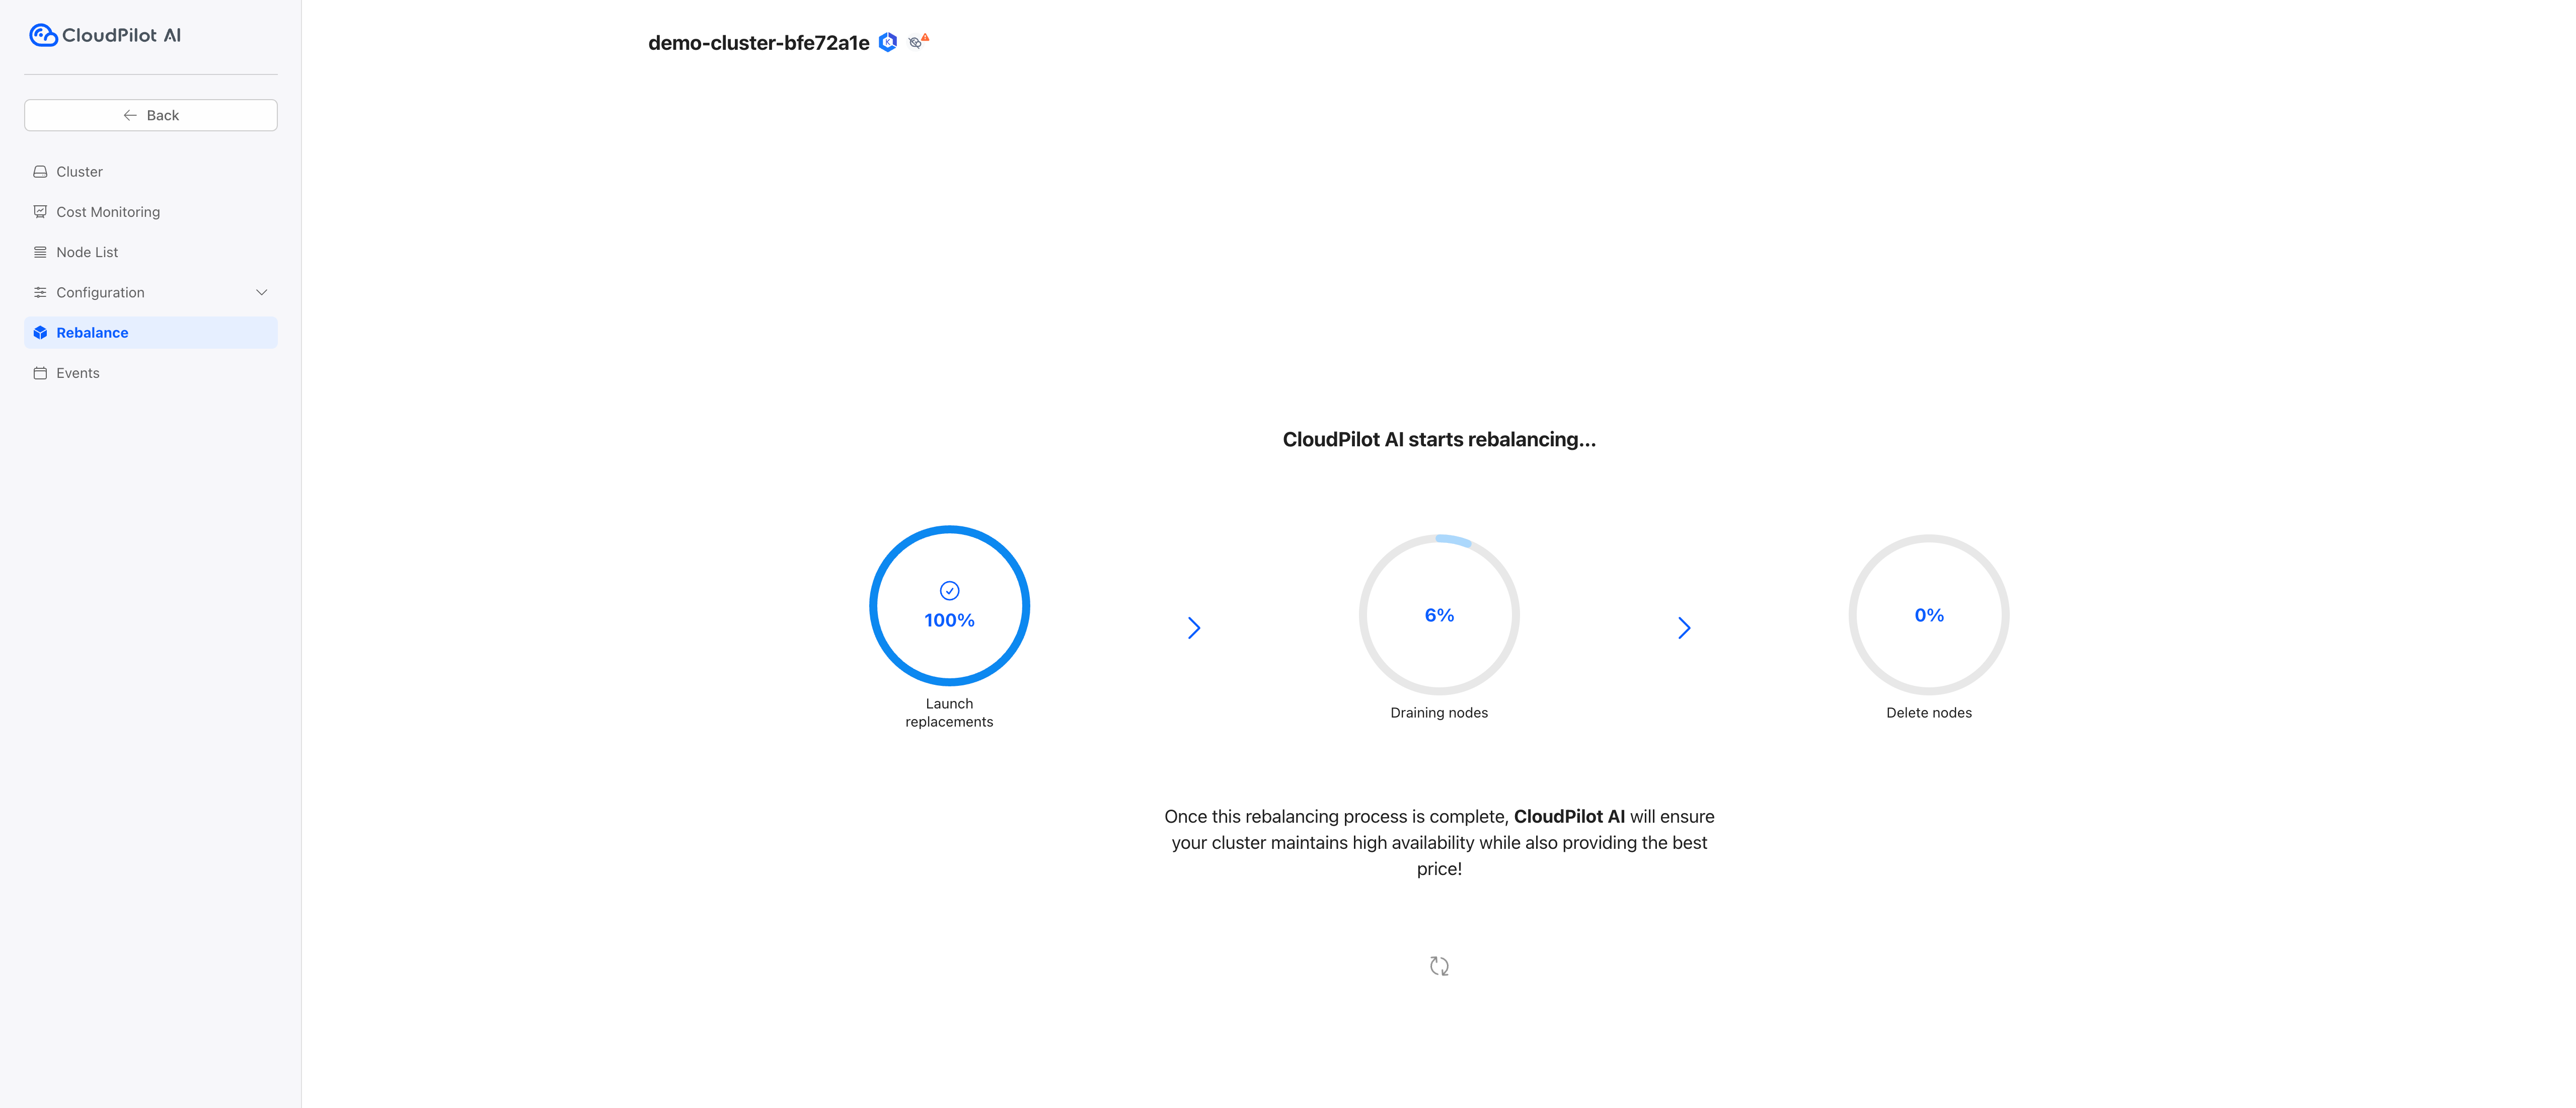 CloudPilot AI
demo-cluster-bfe72a1e
Back
Cluster
Cost Monitoring
Node List
Configuration
Rebalance
Events
CloudPilot AI starts rebalancing...
100%
6%
0%
Launch
replacements
Draining nodes
Delete nodes
Once this rebalancing process is complete, CloudPilot AI will ensure
your cluster maintains high availability while also providing the best
price!